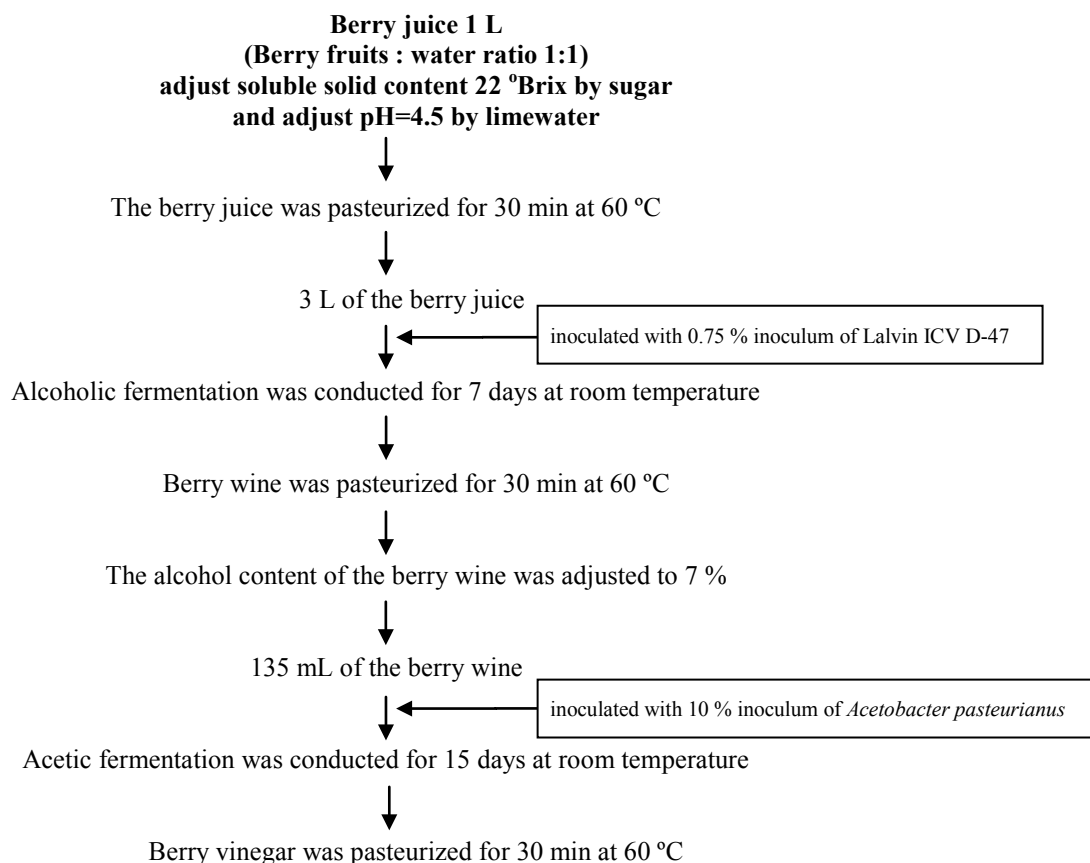 Berry juice 1 L
(Berry fruits : water ratio 1:1)
adjust soluble solid content 22 ᵒBrix by sugar
and adjust pH=4.5 by limewater
The berry juice was pasteurized for 30 min at 60 ºC
3 L of the berry juice
inoculated with 0.75 % inoculum of Lalvin ICV D-47
Alcoholic fermentation was conducted for 7 days at room temperature
Berry wine was pasteurized for 30 min at 60 ºC
The alcohol content of the berry wine was adjusted to 7 %
135 mL of the berry wine
inoculated with 10 % inoculum of Acetobacter pasteurianus
Acetic fermentation was conducted for 15 days at room temperature
Berry vinegar was pasteurized for 30 min at 60 ºC